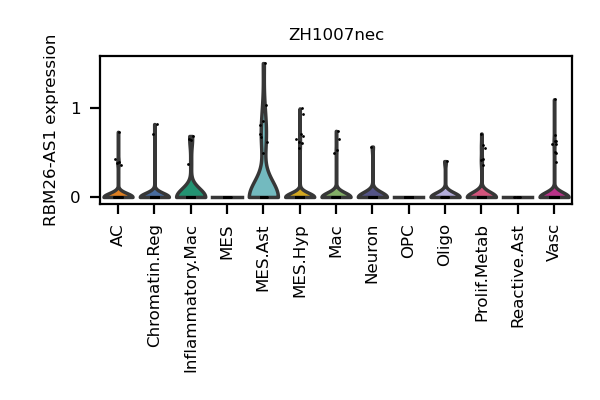 ZH1007nec
RBM26-AS1 expression
1
0
AC
Chromatin.Reg
Inflammatory.Mac
MES
MES.Ast
MES.Hyp
Mac
Neuron
OPC
Oligo
Prolif.Metab
Reactive.Ast
Vasc